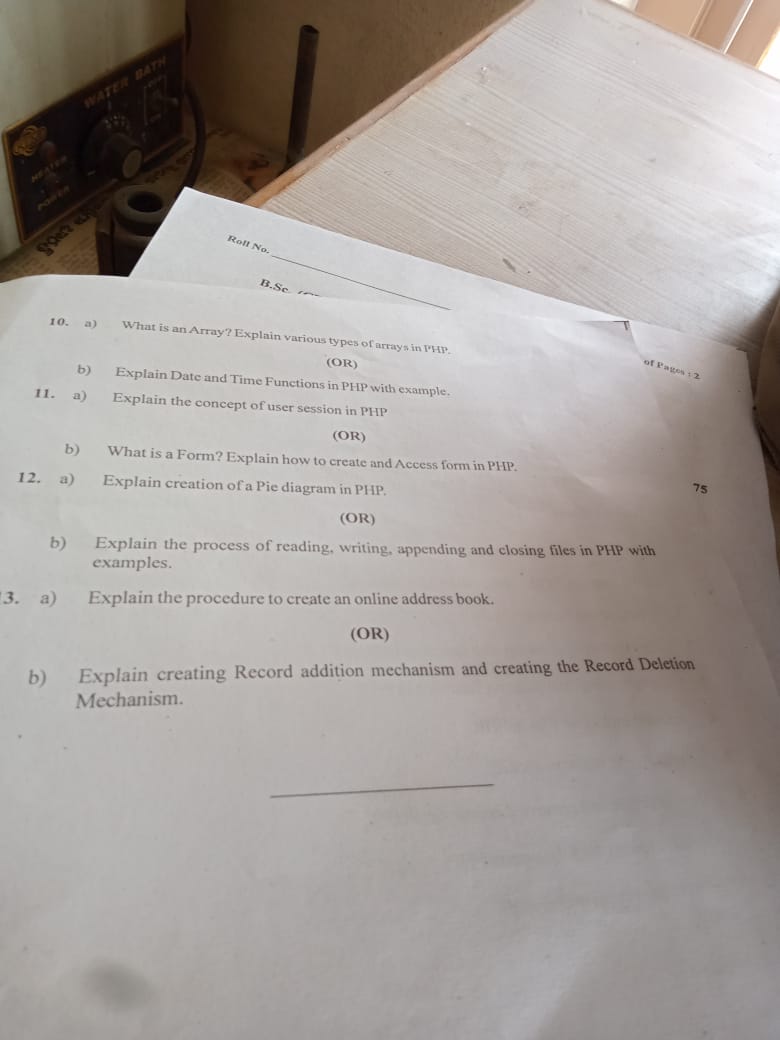 WATER BATH
HEATER
POWER
Roll No.
B.Sc.
of Pages : 2
10. a) What is an Array? Explain various types of arrays in PHP.
(OR)
b) Explain Date and Time Functions in PHP with example.
11. a) Explain the concept of user session in PHP
(OR)
b) What is a Form? Explain how to create and Access form in PHP.
12. a) Explain creation of a Pie diagram in PHP.
75
(OR)
b) Explain the process of reading, writing, appending and closing files in PHP with
examples.
3. a) Explain the procedure to create an online address book.
(OR)
b) Explain creating Record addition mechanism and creating the Record Deletion
Mechanism.